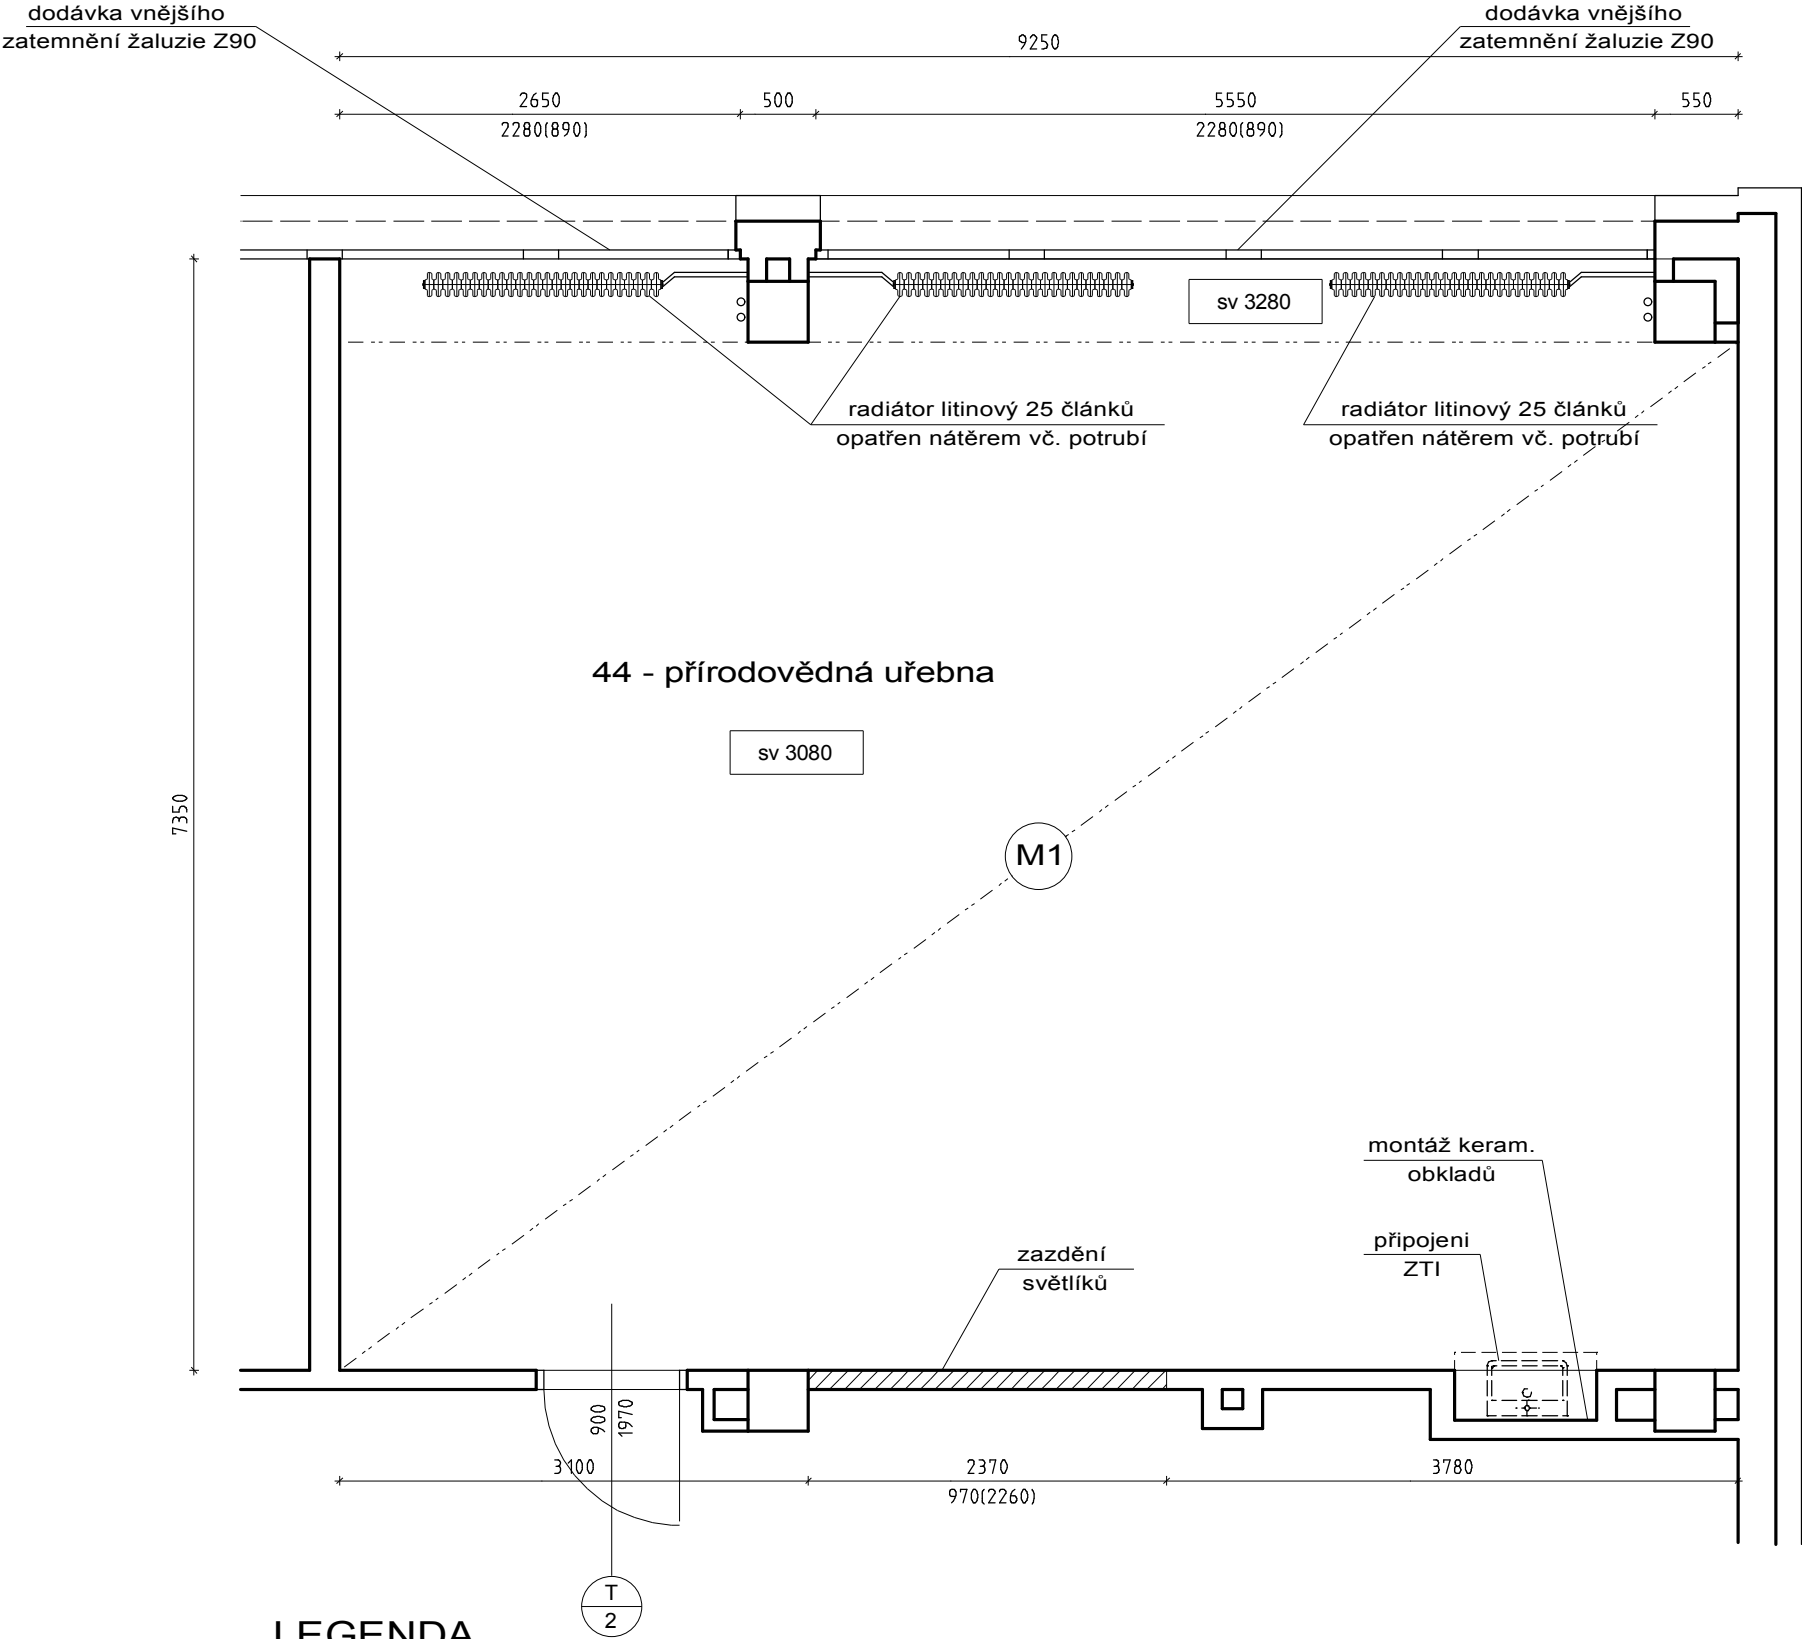 dodávka vnějšího
zatemnění žaluzie Z90
dodávka vnějšího
zatemnění žaluzie Z90
9250
2650
500
5550
550
2280(890)
2280(890)
sv 3280
radiátor litinový 25 článků
opatřen nátěrem vč. potrubí
radiátor litinový 25 článků
opatřen nátěrem vč. potrubí
44 - přírodovědná uřebna
sv 3080
7350
M1
montáž keram.
obkladů
připojeni
ZTI
zazdění
světlíků
900
1970
3100
2370
3780
970(2260)
T
2
LEGENDA